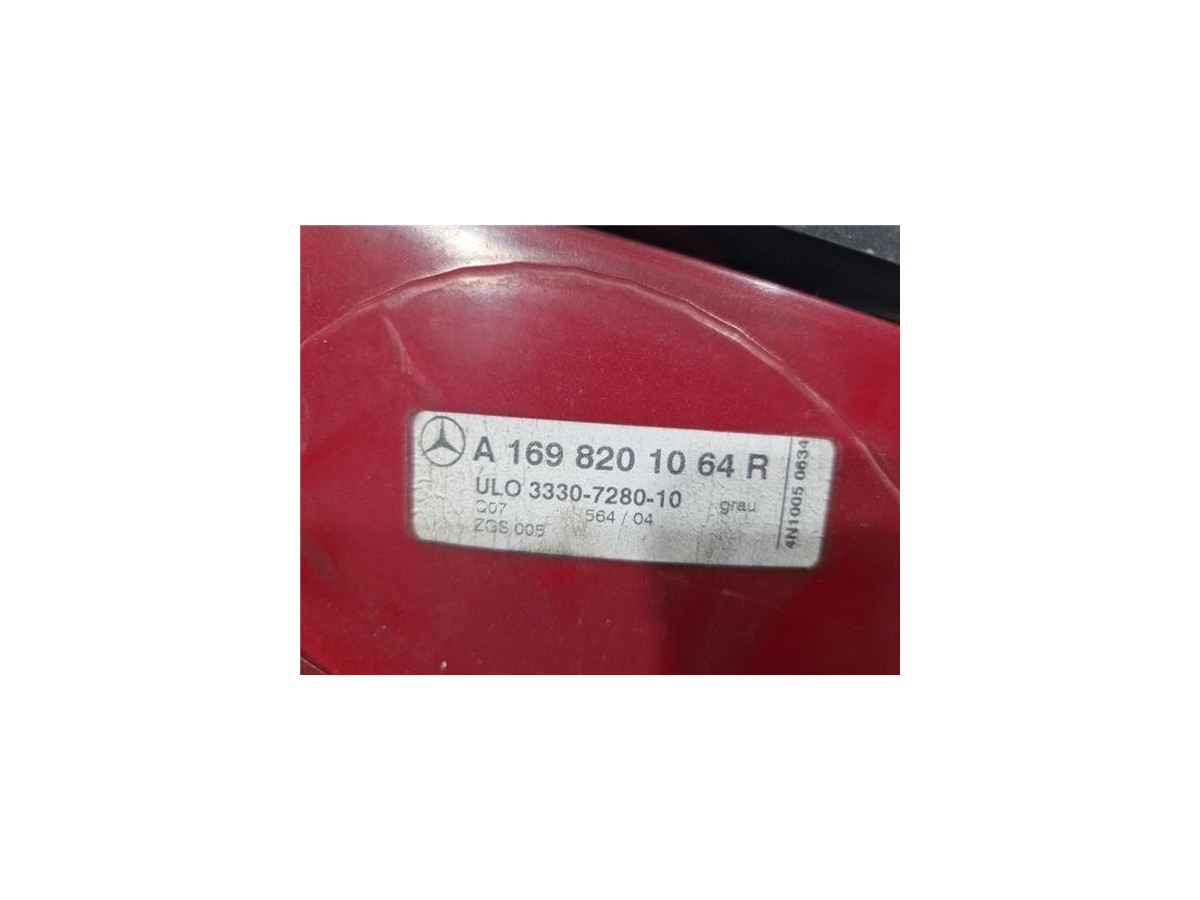 A 169 820 10 64 R
ULO 3330-7280-10 grau
Q07 564 / 04
ZGS 005
4N1005 0634